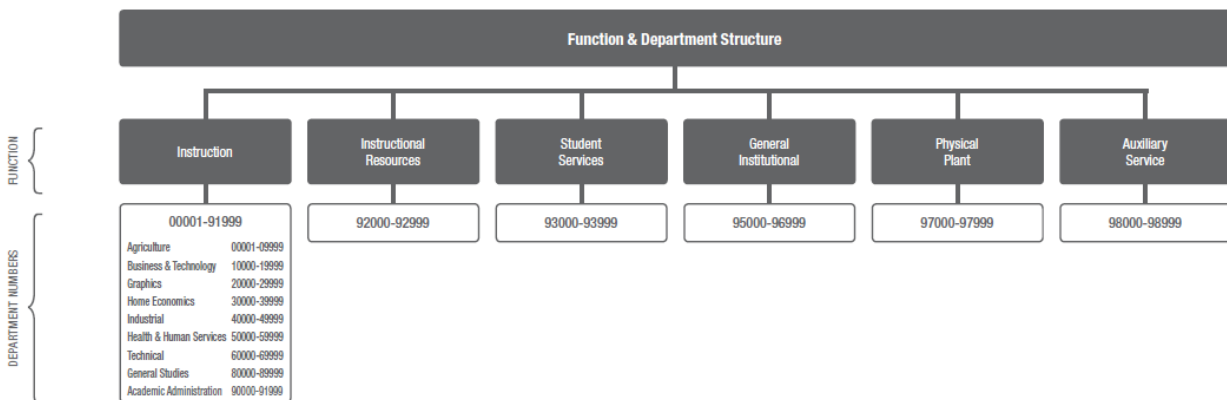 Function & Department Structure
FUNCTION
Instruction
Instructional
Resources
Student
Services
General
Institutional
Physical
Plant
Auxiliary
Service
DEPARTMENT NUMBERS
00001-91999
Agriculture 00001-09999
Business & Technology 10000-19999
Graphics 20000-29999
Home Economics 30000-39999
Industrial 40000-49999
Health & Human Services 50000-59999
Technical 60000-69999
General Studies 80000-89999
Academic Administration 90000-91999
92000-92999
93000-93999
95000-96999
97000-97999
98000-98999